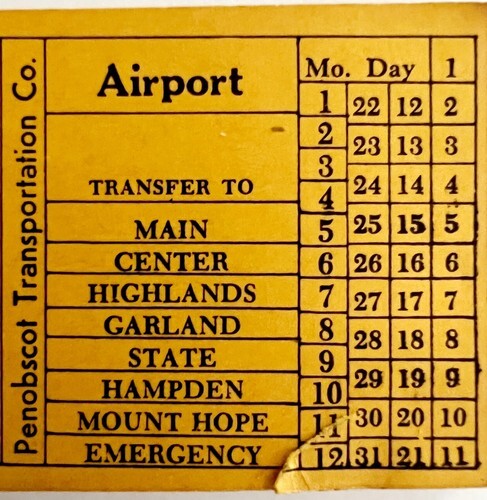 Penobscot Transportation Co.
Airport
TRANSFER TO
MAIN
CENTER
HIGHLANDS
GARLAND
STATE
HAMPDEN
MOUNT HOPE
EMERGENCY
Mo. Day 1
1 22 12 2
2 23 13 3
3 24 14 4
4 25 15 5
5 26 16 6
6 27 17 7
7 28 18 8
8 29 19 9
9 30 20 10
10 31 21 11
11
12